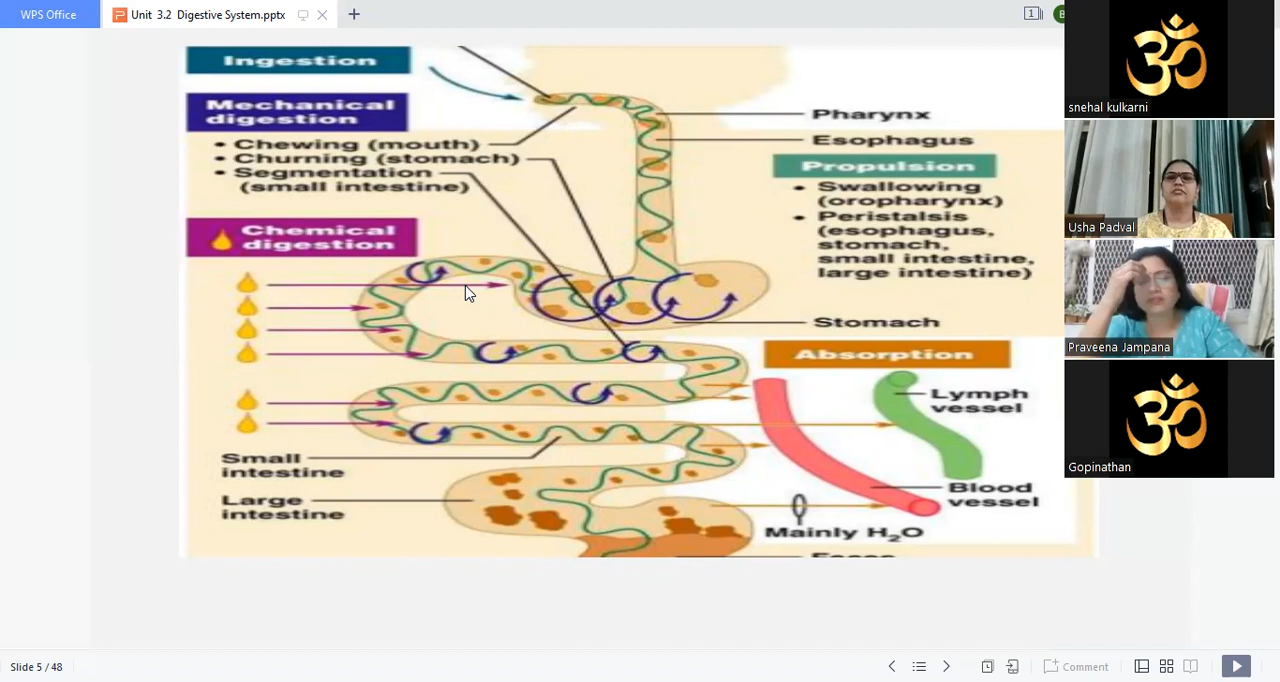 WPS Office
Unit 3.2 Digestive System.pptx
1
B
Ingestion
Mechanical
digestion
• Chewing (mouth)
• Churning (stomach)
• Segmentation
(small intestine)
Chemical
digestion
Small
intestine
Large
intestine
Pharynx
Esophagus
Propulsion
• Swallowing
(oropharynx)
• Peristalsis
(esophagus,
stomach,
small intestine,
large intestine)
Stomach
Absorption
Lymph
vessel
Blood
vessel
Mainly H₂O
snehal kulkarni
Usha Padval
Praveena Jampana
Gopinathan
Slide 5 / 48
Comment